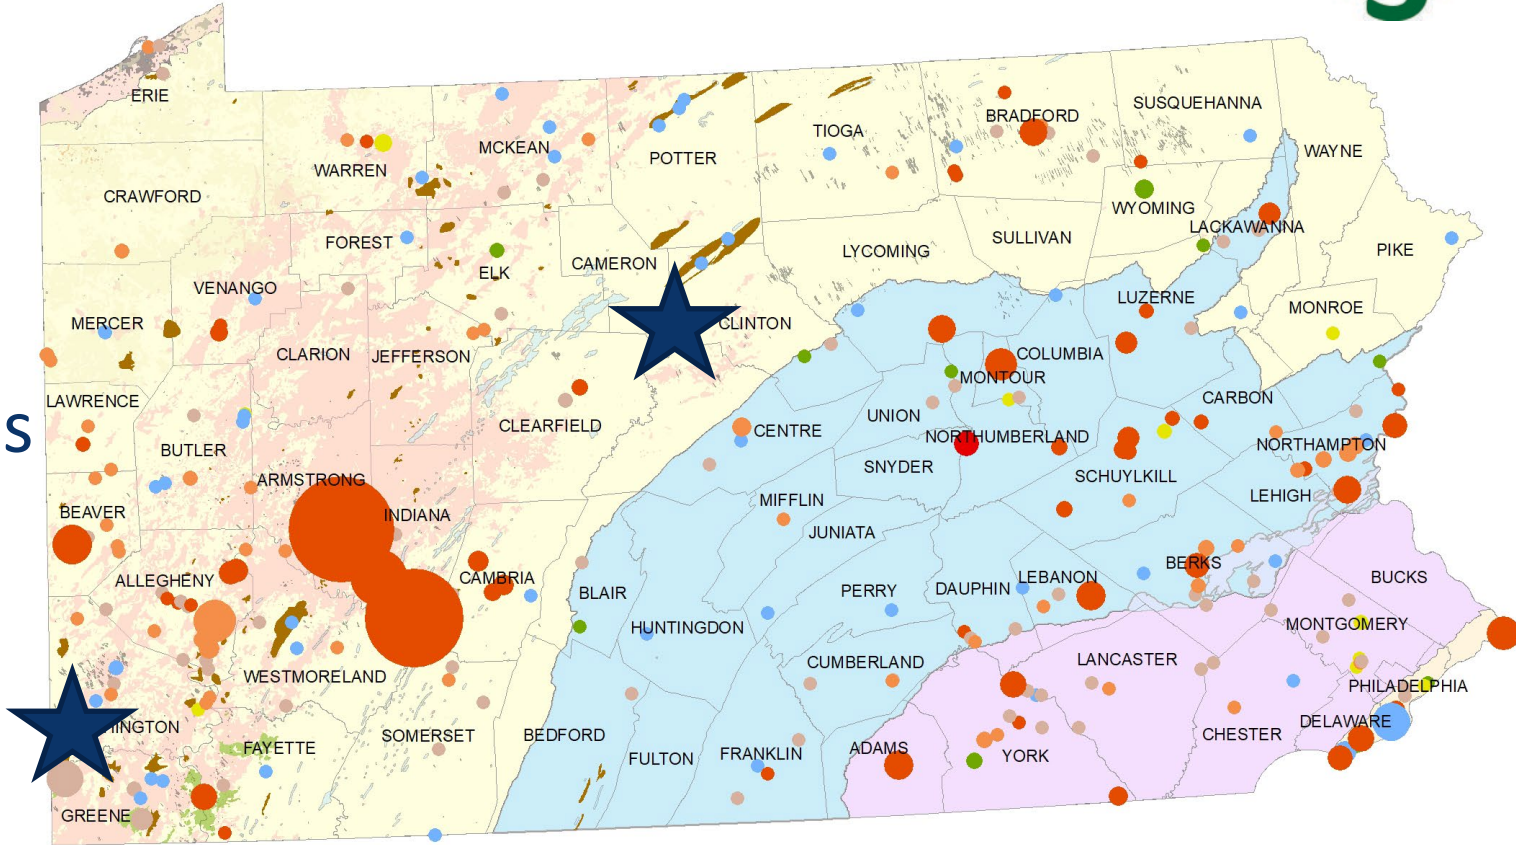 g
ERIE
SUSQUEHANNA
BRADFORD
TIOGA
MCKEAN
POTTER
WAYNE
WARREN
CRAWFORD
WYOMING
LACKAWANNA
FOREST
SULLIVAN
LYCOMING
PIKE
CAMERON
ELK
VENANGO
LUZERNE
MONROE
MERCER
CLINTON
CLARION
JEFFERSON
COLUMBIA
MONTOUR
LAWRENCE
CARBON
UNION
CLEARFIELD
CENTRE
S
NORTHUMBERLAND
NORTHAMPTON
BUTLER
SNYDER
SCHUYLKILL
ARMSTRONG
LEHIGH
MIFFLIN
BEAVER
INDIANA
JUNIATA
BERKS
ALLEGHENY
CAMBRIA
LEBANON
BUCKS
BLAIR
PERRY
DAUPHIN
HUNTINGDON
MONTGOMERY
CUMBERLAND
LANCASTER
WESTMORELAND
PHILADELPHIA
HINGTON
DELAWARE
SOMERSET
BEDFORD
CHESTER
FAYETTE
FRANKLIN
ADAMS
YORK
FULTON
GREENE